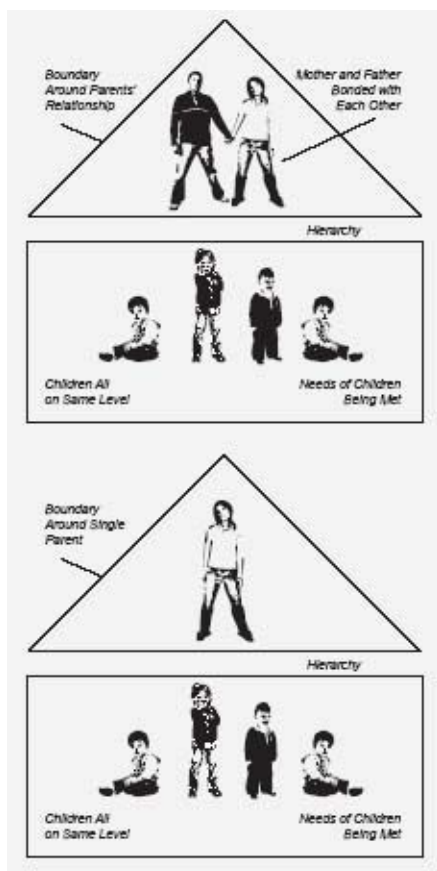 Boundary
Around Parents'
Relationship
Mother and Father
Bonded with
Each Other
Hierarchy
Children All
on Same Level
Needs of Children
Being Met
Boundary
Around Single
Parent
Hierarchy
Children All
on Same Level
Needs of Children
Being Met